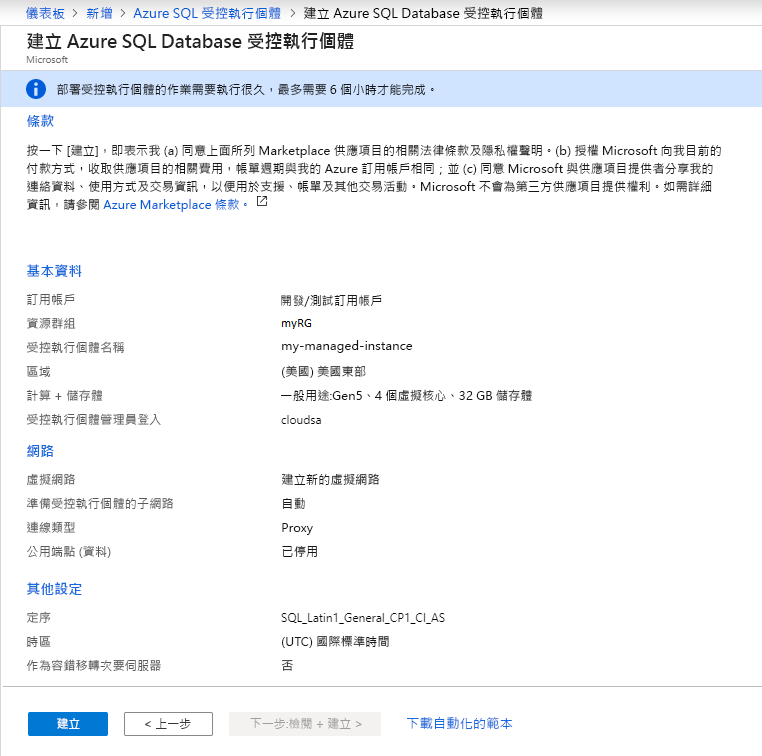 儀表板 > 新增 > Azure SQL 受控執行個體 > 建立 Azure SQL Database 受控執行個體
建立 Azure SQL Database 受控執行個體
Microsoft
部署受控執行個體的作業需要執行很久，最多需要 6 個小時才能完成。
條款
按一下 [建立]，即表示我 (a) 同意上面所列 Marketplace 供應項目的相關法律條款及隱私權聲明。(b) 授權 Microsoft 向我目前的
付款方式，收取供應項目的相關費用，帳單週期與我的 Azure 訂用帳戶相同；並 (c) 同意 Microsoft 與供應項目提供者分享我的
連絡資料、使用方式及交易資訊，以便用於支援、帳單及其他交易活動。Microsoft 不會為第三方供應項目提供權利。如需詳細
資訊，請參閱 Azure Marketplace 條款。
基本資料
訂用帳戶 開發/測試訂用帳戶
資源群組 myRG
受控執行個體名稱 my-managed-instance
區域 (美國) 美國東部
計算 + 儲存體 一般用途:Gen5、4 個虛擬核心、32 GB 儲存體
受控執行個體管理員登入 cloudsa
網路
虛擬網路 建立新的虛擬網路
準備受控執行個體的子網路 自動
連線類型 Proxy
公用端點 (資料) 已停用
其他設定
定序 SQL_Latin1_General_CP1_CI_AS
時區 (UTC) 國際標準時間
作為容錯移轉次要伺服器 否
建立 < 上一步 下一步:檢閱 + 建立 > 下載自動化的範本